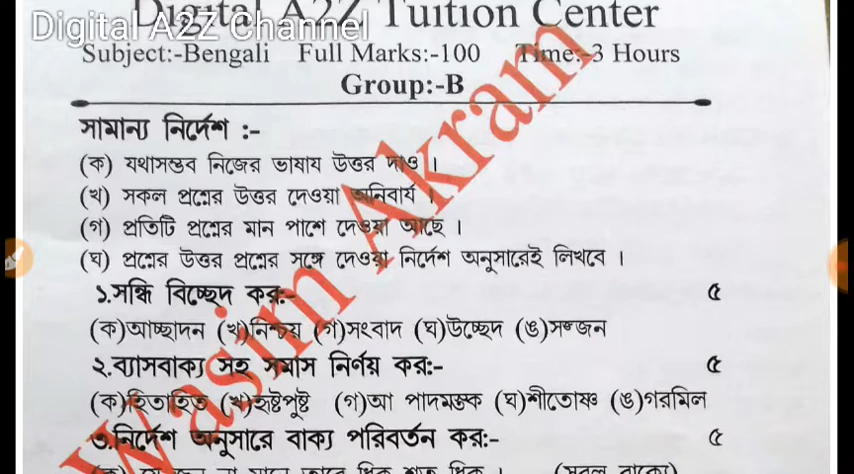 Digital A2Z Tuition Center
Digital A2Z Channel
Subject:-Bengali Full Marks:-100 Time:-3 Hours
Group:-B
সামান্য নির্দেশ :-
(ক) যথাসম্ভব নিজের ভাষায উত্তর দাও ।
(খ) সকল প্রশ্নের উত্তর দেওয়া অনিবার্য ।
(গ) প্রতিটি প্রশ্নের মান পাশে দেওয়া আছে ।
(ঘ) প্রশ্নের উত্তর প্রশ্নের সঙ্গে দেওয়া নির্দেশ অনুসারেই লিখবে ।
১.সন্ধি বিচ্ছেদ কর:- ৫
(ক)আচ্ছাদন (খ)নিশ্চয় (গ)সংবাদ (ঘ)উচ্ছেদ (ঙ)সজ্জন
২.ব্যাসবাক্য সহ সমাস নির্ণয় কর:- ৫
(ক)হিতাহিত (খ)হৃষ্টপুষ্ট (গ)আ পাদমস্তক (ঘ)শীতোষ্ণ (ঙ)গরমিল
৩.নির্দেশ অনুসারে বাক্য পরিবর্তন কর:- ৫
Wasim Akram